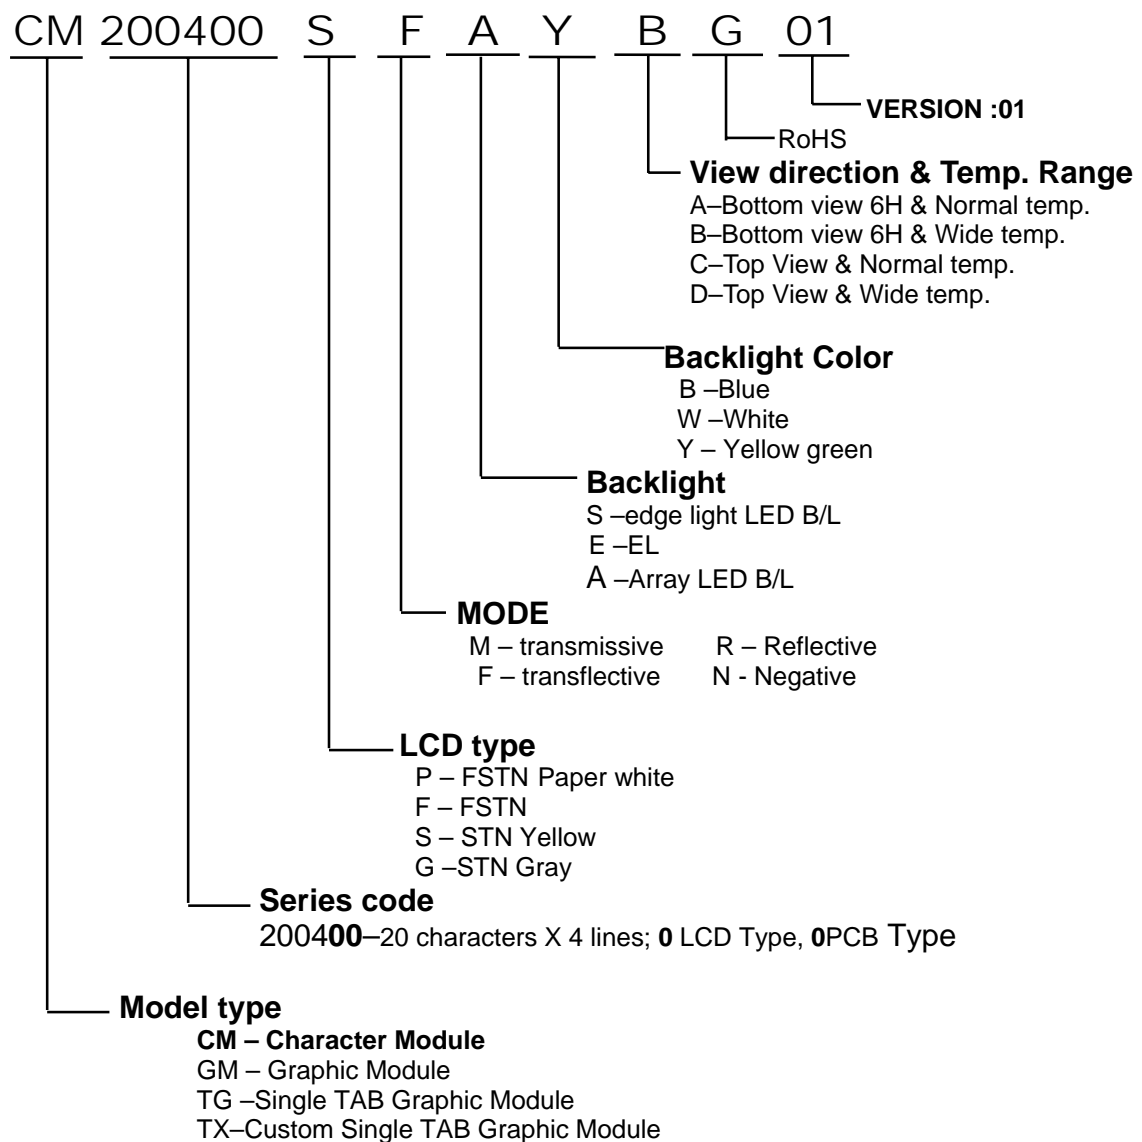 CM 200400 S F A Y B G 01
VERSION :01
RoHS
View direction & Temp. Range
A–Bottom view 6H & Normal temp.
B–Bottom view 6H & Wide temp.
C–Top View & Normal temp.
D–Top View & Wide temp.
Backlight Color
B –Blue
W –White
Y – Yellow green
Backlight
S –edge light LED B/L
E –EL
A –Array LED B/L
MODE
M – transmissive R – Reflective
F – transflective N - Negative
LCD type
P – FSTN Paper white
F – FSTN
S – STN Yellow
G –STN Gray
Series code
200400–20 characters X 4 lines; 0 LCD Type, 0PCB Type
Model type
CM – Character Module
GM – Graphic Module
TG –Single TAB Graphic Module
TX–Custom Single TAB Graphic Module